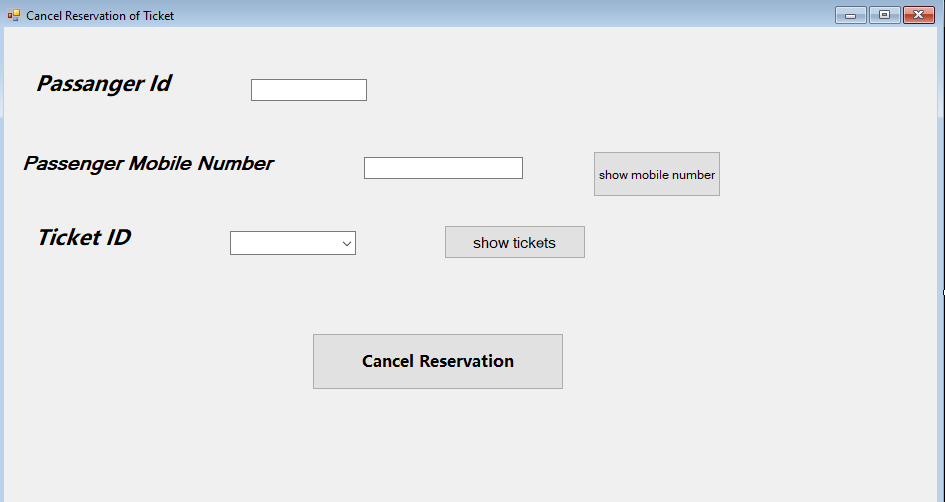 Cancel Reservation of Ticket
Passanger Id
Passenger Mobile Number
show mobile number
Ticket ID
show tickets
Cancel Reservation